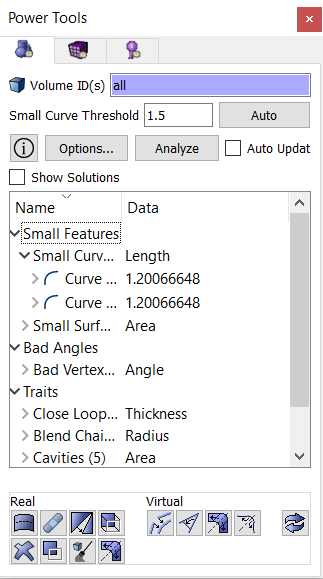 Power Tools
Volume ID(s) all
Small Curve Threshold 1.5 Auto
Options... Analyze Auto Updat
Show Solutions
Name Data
Small Features
Small Curv... Length
Curve ... 1.20066648
Curve ... 1.20066648
Small Surf... Area
Bad Angles
Bad Vertex... Angle
Traits
Close Loop... Thickness
Blend Chai... Radius
Cavities (5) Area
Real Virtual